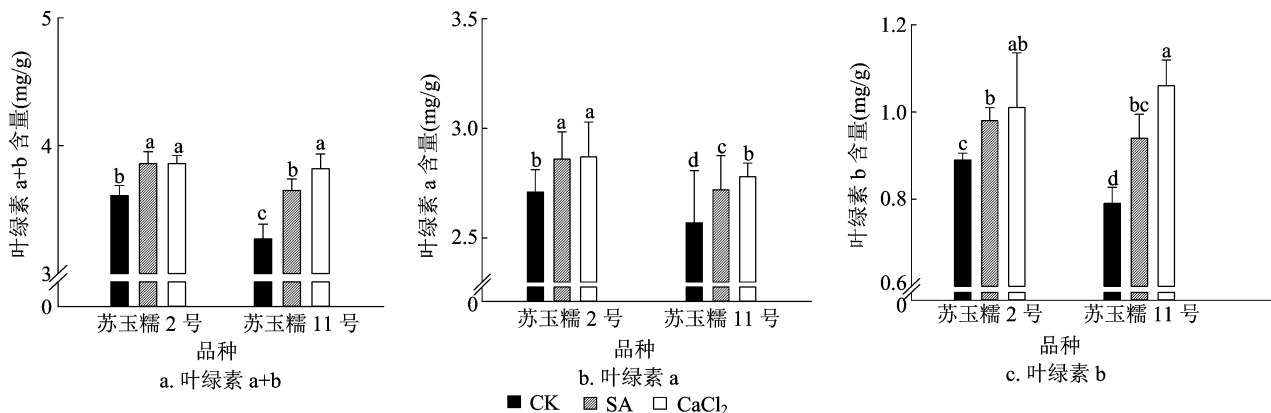 叶绿素 a+b 含量(mg/g)
5
4
3
0
b
a
a
c
b
a
苏玉糯 2 号
苏玉糯 11 号
品种
a. 叶绿素 a+b
叶绿素 a 含量(mg/g)
3.5
3.0
2.5
0
b
a
a
d
c
b
苏玉糯 2 号
苏玉糯 11 号
品种
b. 叶绿素 a
叶绿素 b 含量(mg/g)
1.2
1.0
0.8
0.6
0
c
b
ab
d
bc
a
苏玉糯 2 号
苏玉糯 11 号
品种
c. 叶绿素 b
CK SA CaCl₂